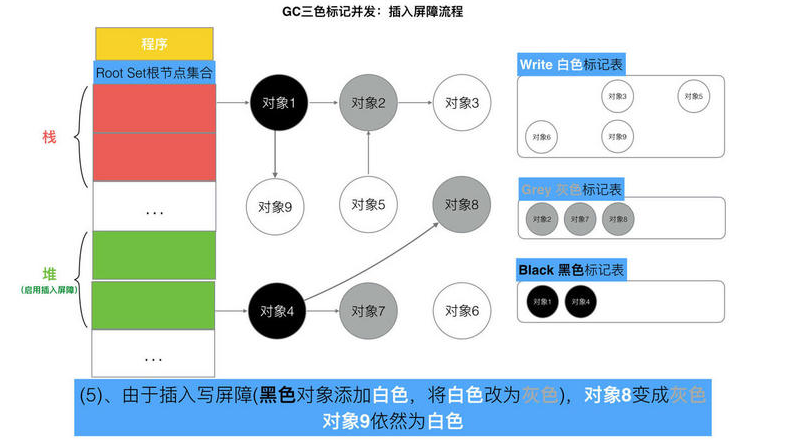 GC三色标记并发：插入屏障流程
程序
Root Set根节点集合
栈
...
堆
(启用插入屏障)
...
对象1
对象2
对象3
对象9
对象5
对象8
对象4
对象7
对象6
Write 白色标记表
对象3
对象5
对象6
对象9
Grey 灰色标记表
对象2
对象7
对象8
Black 黑色标记表
对象1
对象4
(5)、由于插入写屏障(黑色对象添加白色，将白色改为灰色)，对象8变成灰色
对象9依然为白色